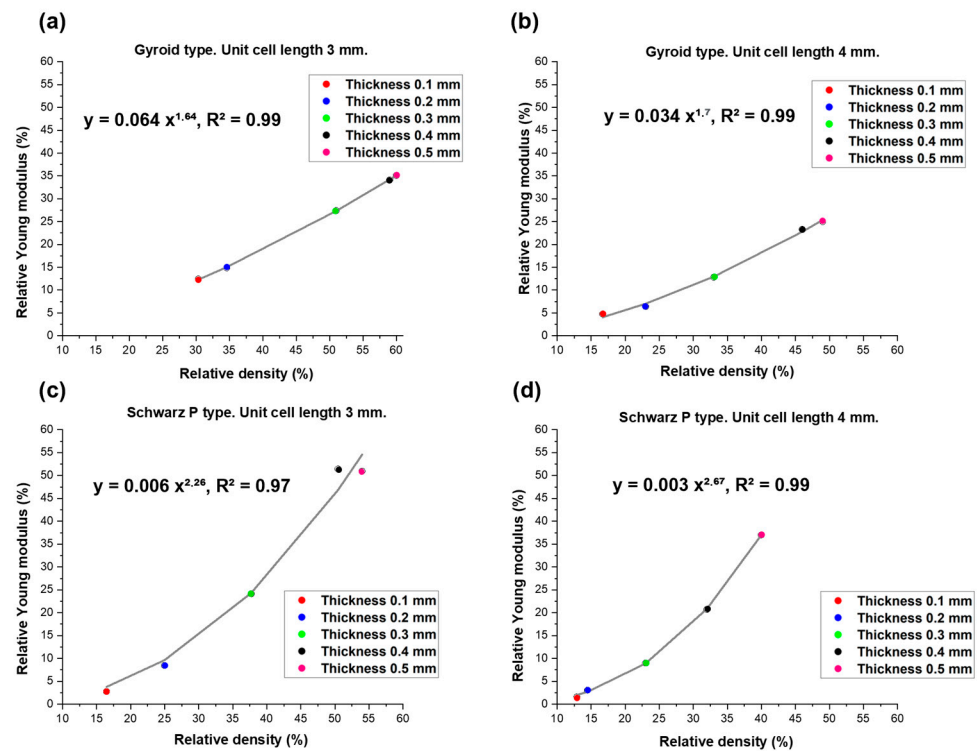 (a)
Gyroid type. Unit cell length 3 mm.
60
55
50
45
40
35
30
25
20
15
10
5
0
Relative Young modulus (%)
y = 0.064 x¹·⁶⁴, R² = 0.99
Thickness 0.1 mm
Thickness 0.2 mm
Thickness 0.3 mm
Thickness 0.4 mm
Thickness 0.5 mm
10 15 20 25 30 35 40 45 50 55 60
Relative density (%)
(b)
Gyroid type. Unit cell length 4 mm.
60
55
50
45
40
35
30
25
20
15
10
5
0
Relative Young modulus (%)
y = 0.034 x¹·⁷, R² = 0.99
Thickness 0.1 mm
Thickness 0.2 mm
Thickness 0.3 mm
Thickness 0.4 mm
Thickness 0.5 mm
10 15 20 25 30 35 40 45 50 55 60
Relative density (%)
(c)
Schwarz P type. Unit cell length 3 mm.
60
55
50
45
40
35
30
25
20
15
10
5
0
Relative Young modulus (%)
y = 0.006 x²·²⁶, R² = 0.97
Thickness 0.1 mm
Thickness 0.2 mm
Thickness 0.3 mm
Thickness 0.4 mm
Thickness 0.5 mm
10 15 20 25 30 35 40 45 50 55 60
Relative density (%)
(d)
Schwarz P type. Unit cell length 4 mm.
60
55
50
45
40
35
30
25
20
15
10
5
0
Relative Young modulus (%)
y = 0.003 x²·⁶⁷, R² = 0.99
Thickness 0.1 mm
Thickness 0.2 mm
Thickness 0.3 mm
Thickness 0.4 mm
Thickness 0.5 mm
10 15 20 25 30 35 40 45 50 55 60
Relative density (%)